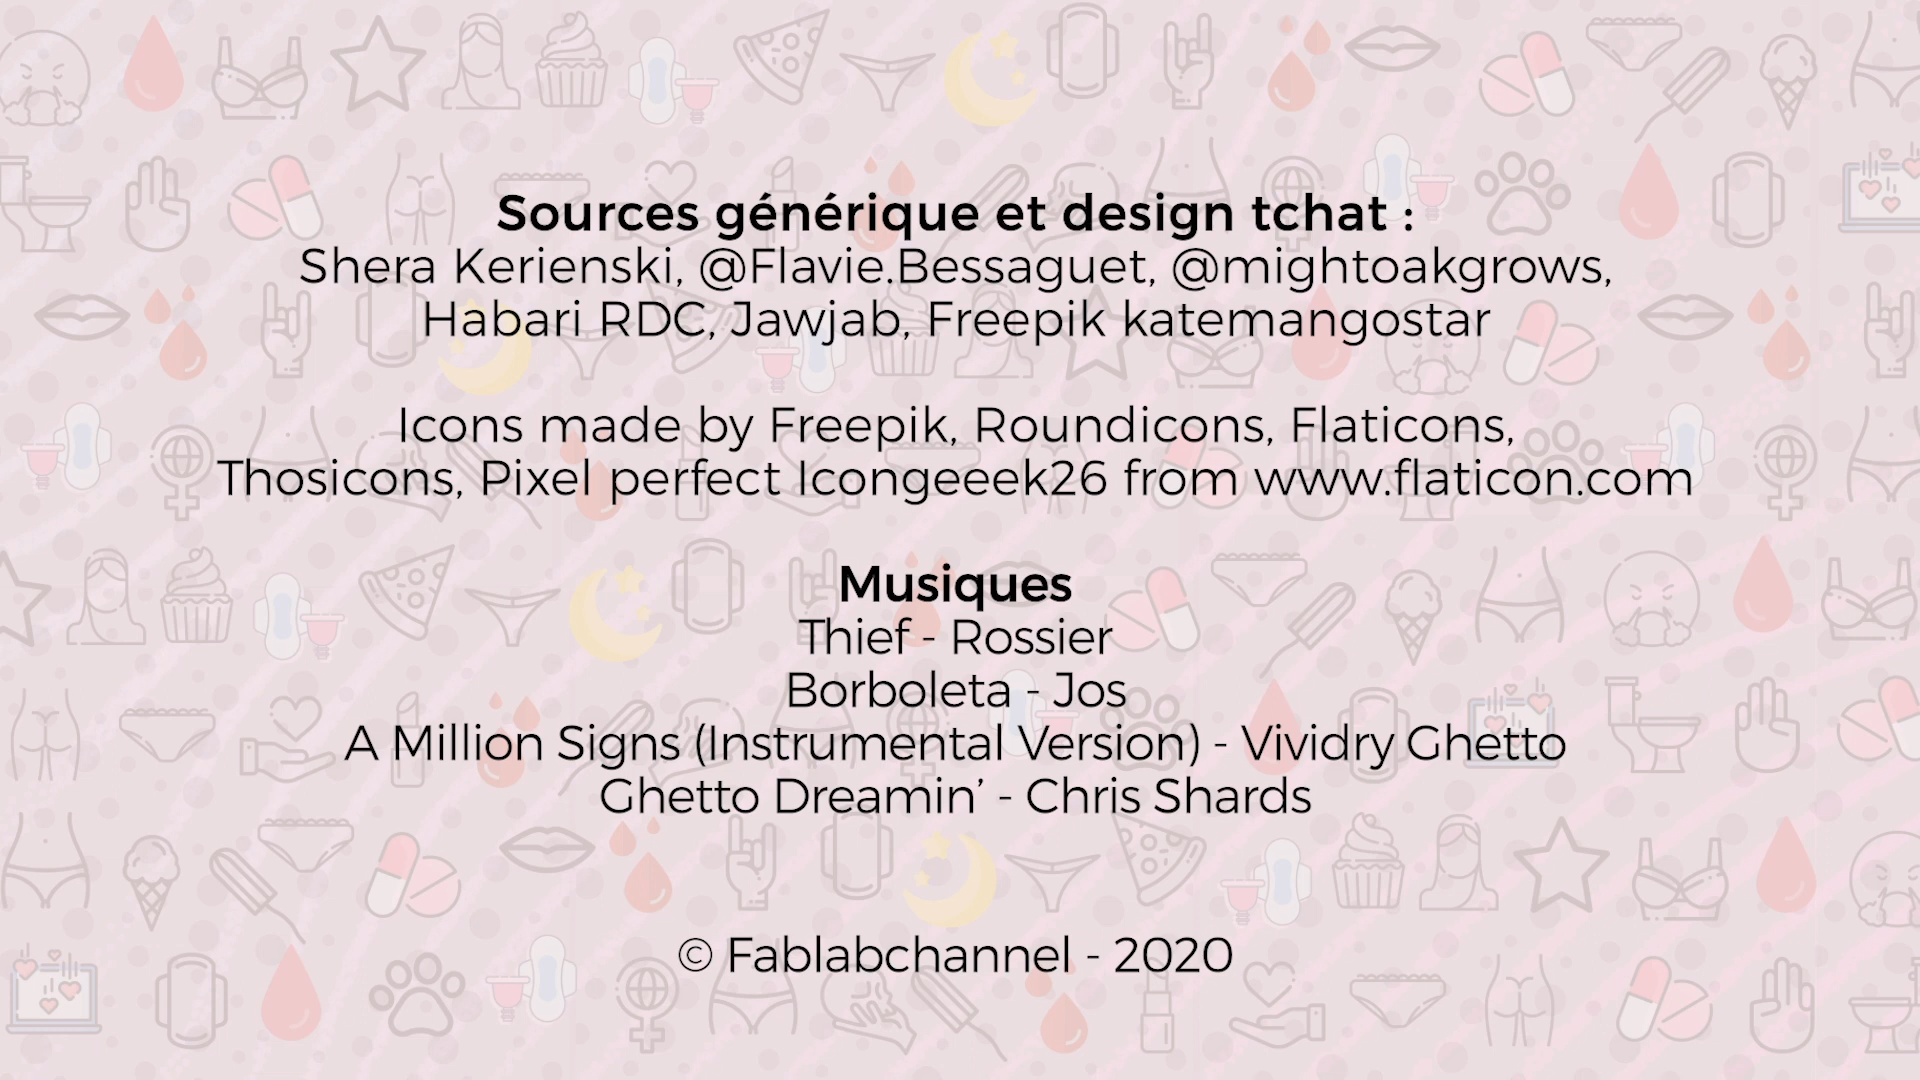 Sources générique et design tchat :
Shera Kerienski, @Flavie.Bessaguet, @mightoakgrows,
Habari RDC, Jawjab, Freepik katemangostar
Icons made by Freepik, Roundicons, Flaticons,
Thosicons, Pixel perfect Icongeeek26 from www.flaticon.com
Musiques
Thief - Rossier
Borboleta - Jos
A Million Signs (Instrumental Version) - Vividry Ghetto
Ghetto Dreamin’ - Chris Shards
© Fablabchannel - 2020